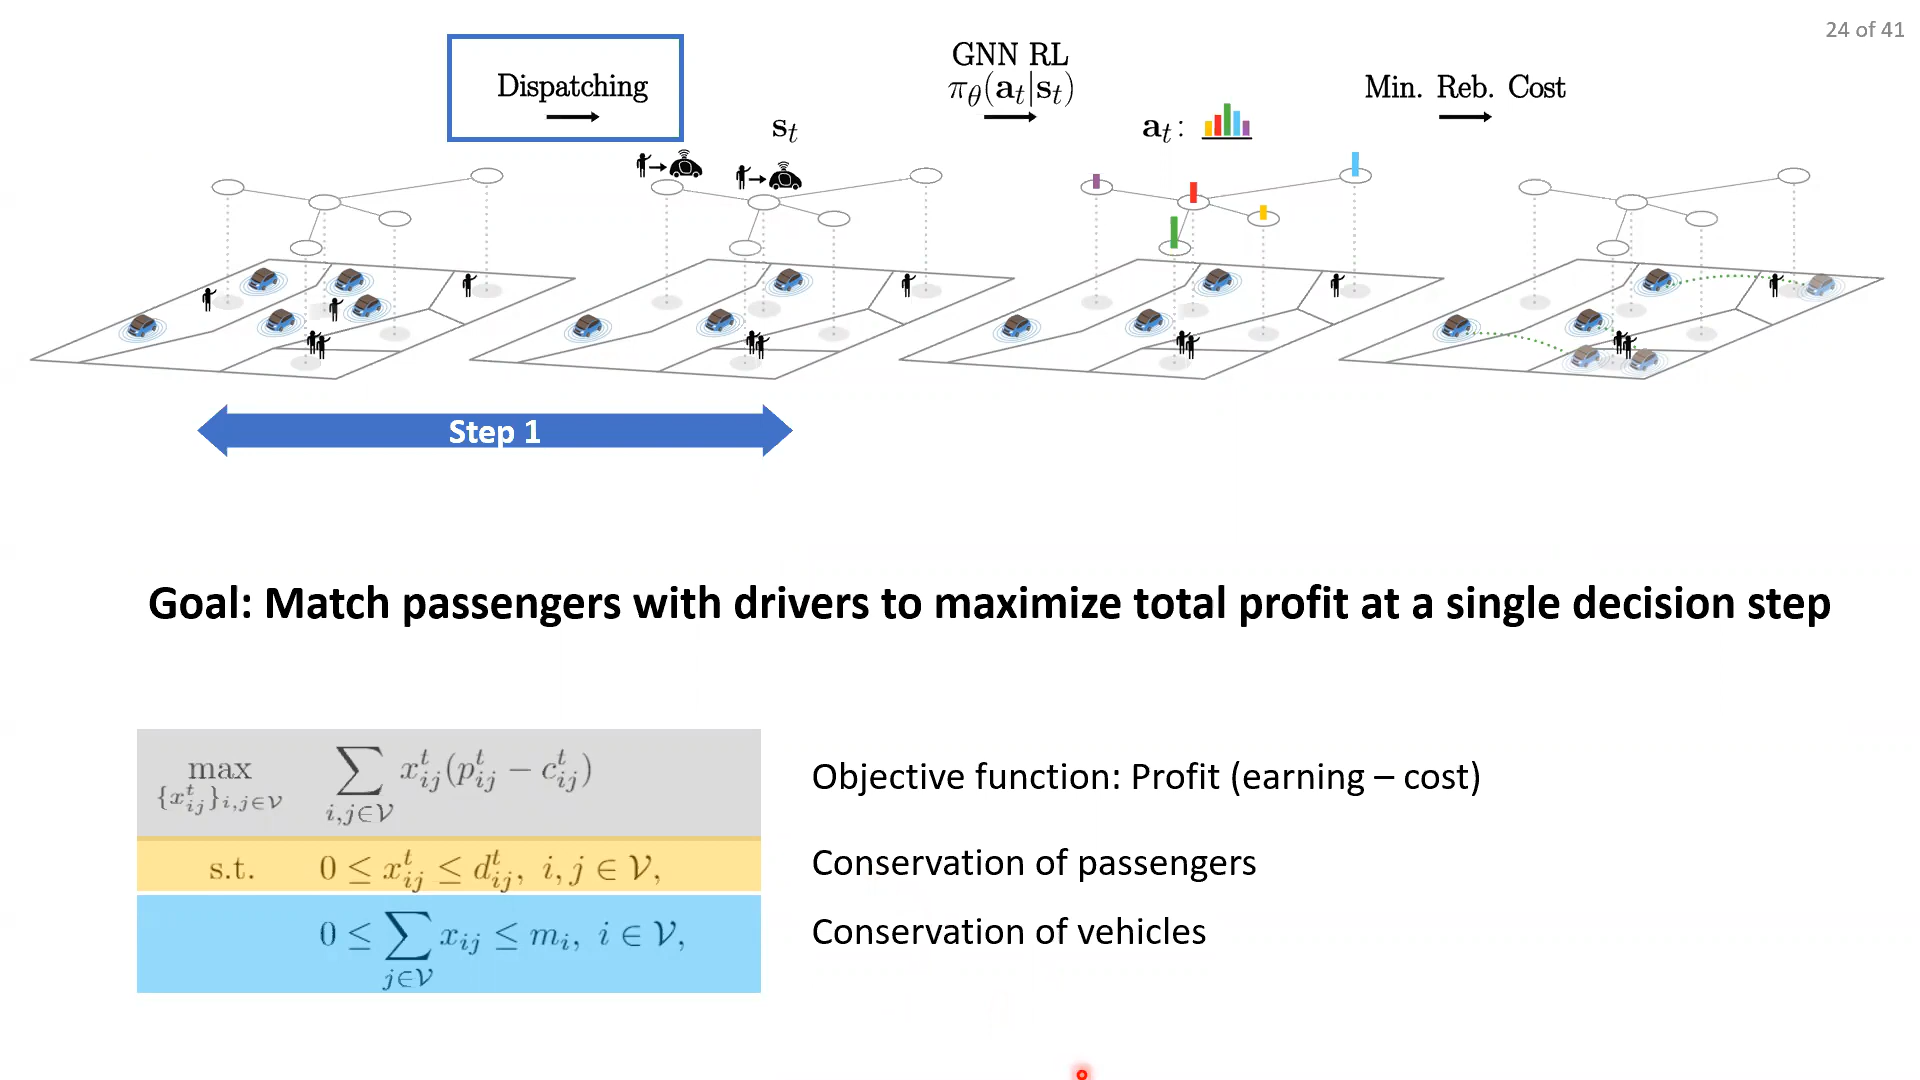 24 of 41
Dispatching
s_t
GNN RL
π_θ(a_t|s_t)
a_t:
Min. Reb. Cost
Step 1
Goal: Match passengers with drivers to maximize total profit at a single decision step
max_{\{x_{ij}^t\}_{i,j∈𝒱}} ∑_{i,j∈𝒱} x_{ij}^t(p_{ij}^t − c_{ij}^t)
Objective function: Profit (earning – cost)
s.t. 0 ≤ x_{ij}^t ≤ d_{ij}^t, i, j ∈ 𝒱,
Conservation of passengers
0 ≤ ∑_{j∈𝒱} x_{ij} ≤ m_i, i ∈ 𝒱,
Conservation of vehicles